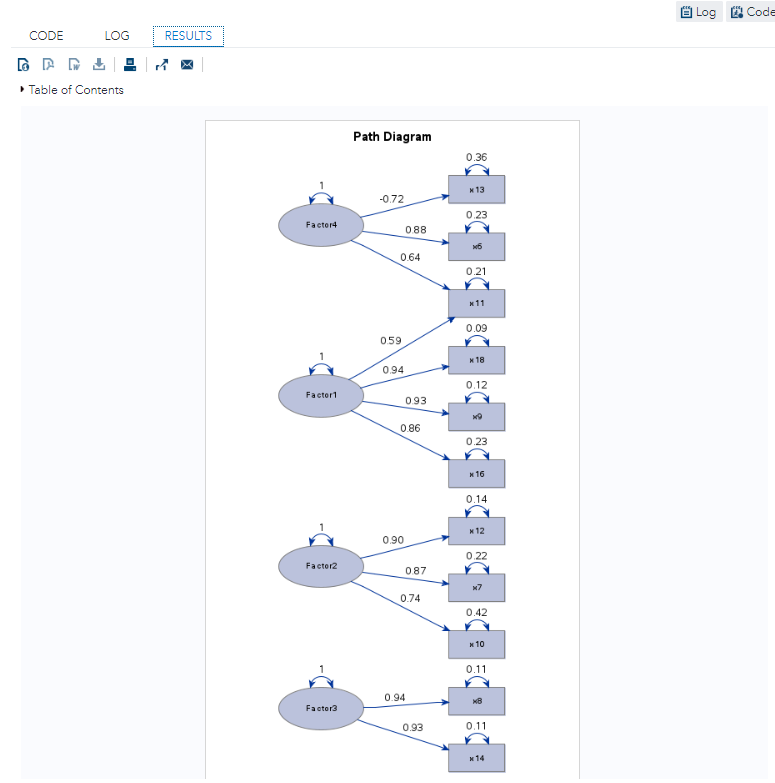 Log Code
CODE LOG RESULTS
Table of Contents
Path Diagram
0.36
1
x13
-0.72
0.23
Factor4
0.88
x6
0.64
0.21
x11
0.09
0.59
1
x18
0.94
0.12
Factor1
0.93
x9
0.86
0.23
x16
0.14
1
x12
0.90
0.22
Factor2
0.87
x7
0.74
0.42
x10
0.11
1
x8
0.94
Factor3
0.11
0.93
x14